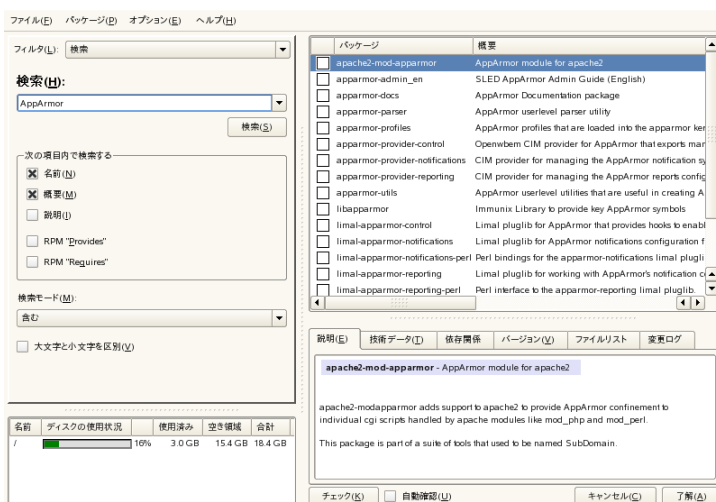 ファイル(F) パッケージ(P) オプション(E) ヘルプ(H)
フィルタ(L): 検索
検索(H):
AppArmor
検索(S)
次の項目内で検索する
名前(N)
概要(M)
説明(I)
RPM "Provides"
RPM "Requires"
検索モード(M):
含む
大文字と小文字を区別(V)
名前 ディスクの使用状況 使用済み 空き領域 合計
/ 16% 3.0 GB 15.4 GB 18.4 GB
パッケージ 概要
apache2-mod-apparmor AppArmor module for apache2
apparmor-admin_en SLED AppArmor Admin Guide (English)
apparmor-docs AppArmor Documentation package
apparmor-parser AppArmor userlevel parser utility
apparmor-profiles AppArmor profiles that are loaded into the apparmor ker
apparmor-provider-control Openwbem CIM provider for AppArmor that exports mar
apparmor-provider-notifications CIM provider for managing the AppArmor notification sy
apparmor-provider-reporting CIM provider for managing the AppArmor reports config
apparmor-utils AppArmor userlevel utilities that are useful in creating A
libapparmor Immunix Library to provide key AppArmor symbols
limal-apparmor-control Limal pluglib for AppArmor that provides hooks to enabl
limal-apparmor-notifications Limal pluglib for AppArmor notifications configuration f
limal-apparmor-notifications-perl Perl bindings for the apparmor-notifications limal plugli
limal-apparmor-reporting Limal pluglib for working with AppArmor's notification c
limal-apparmor-reporting-perl Perl interface to the apparmor-reporting limal pluglib.
説明(E) 技術データ(T) 依存関係 バージョン(V) ファイルリスト 変更ログ
apache2-mod-apparmor - AppArmor module for apache2
apache2-modapparmor adds support to apache2 to provide AppArmor confinement to
individual cgi scripts handled by apache modules like mod_php and mod_perl.
This package is part of a suite of tools that used to be named SubDomain.
チェック(K) 自動確認(U) キャンセル(C) 了解(A)